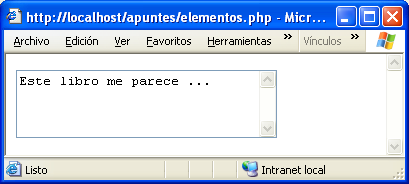 http://localhost/apuntes/elementos.php - Micr...
Archivo Edición Ver Favoritos Herramientas » Vínculos »
Este libro me parece ...
Listo Intranet local